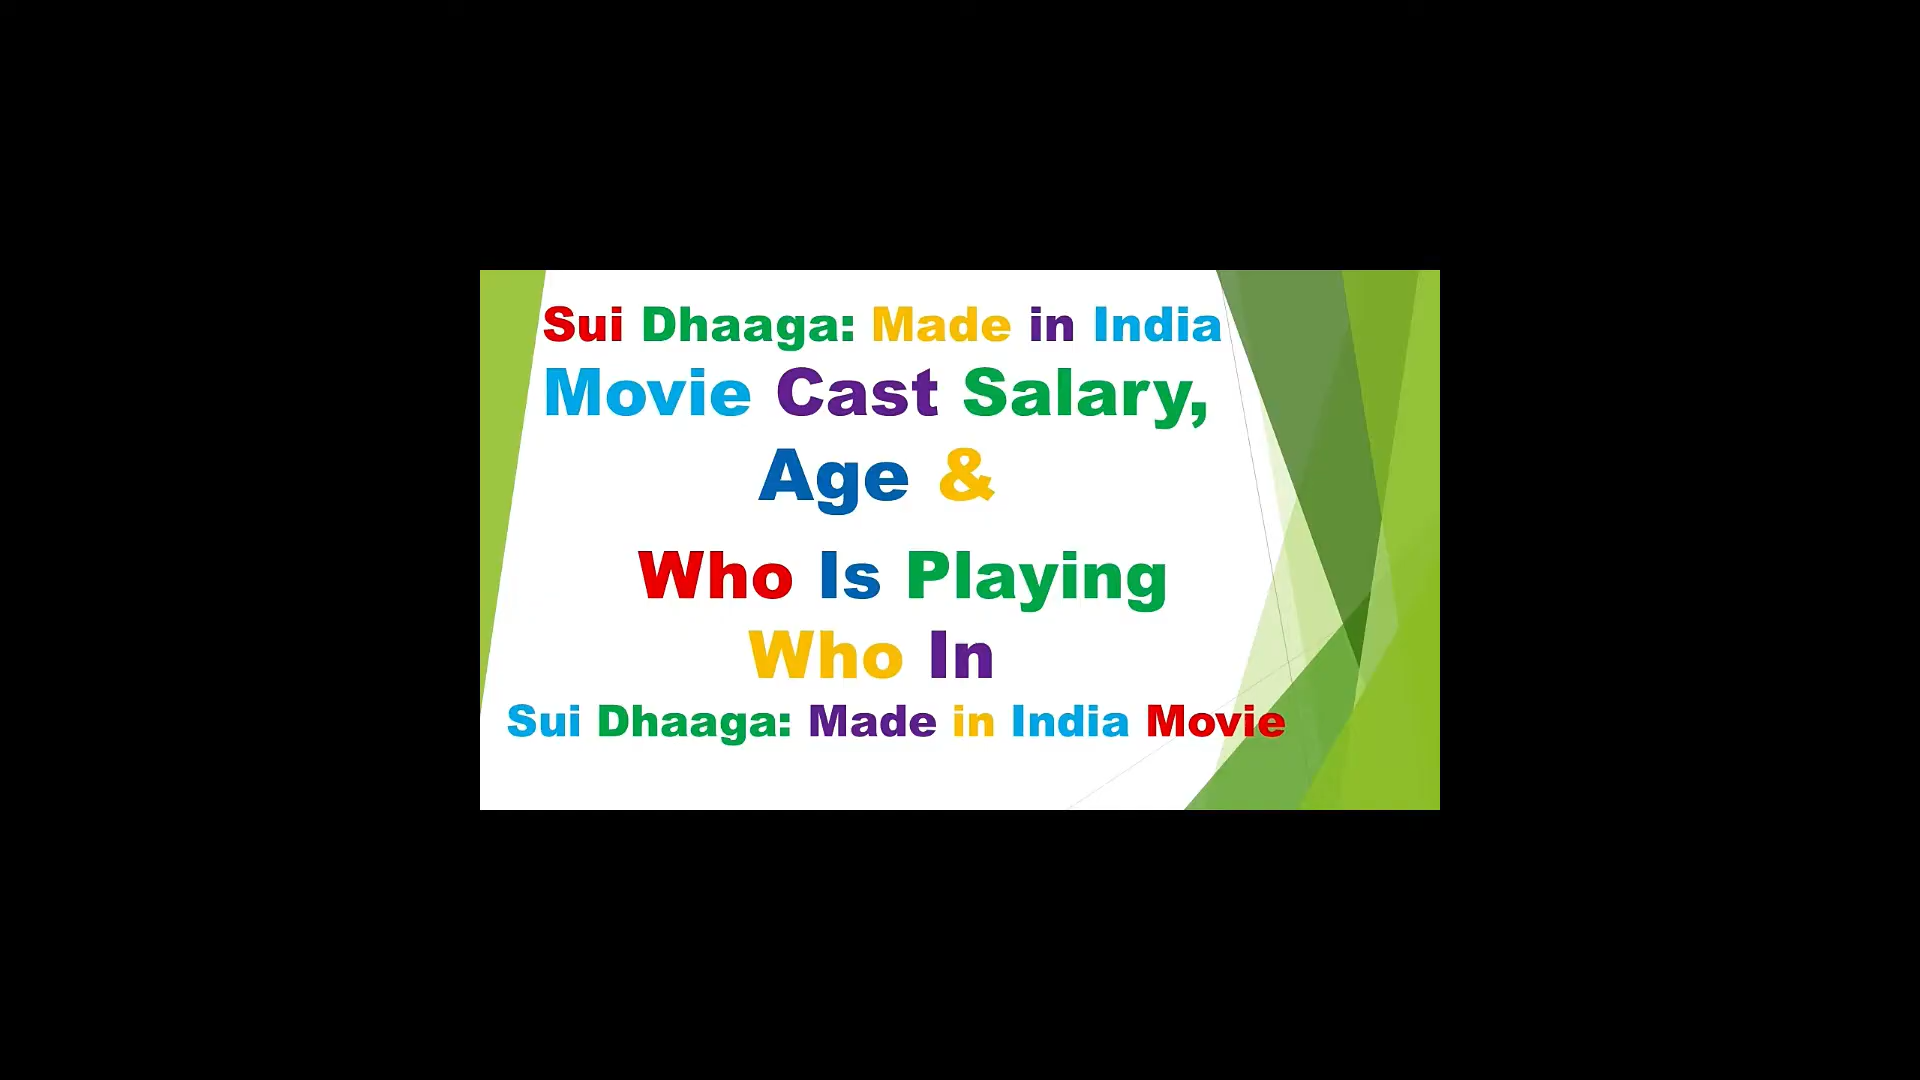 Sui Dhaaga: Made in India
Movie Cast Salary,
Age &
Who Is Playing
Who In
Sui Dhaaga: Made in India Movie